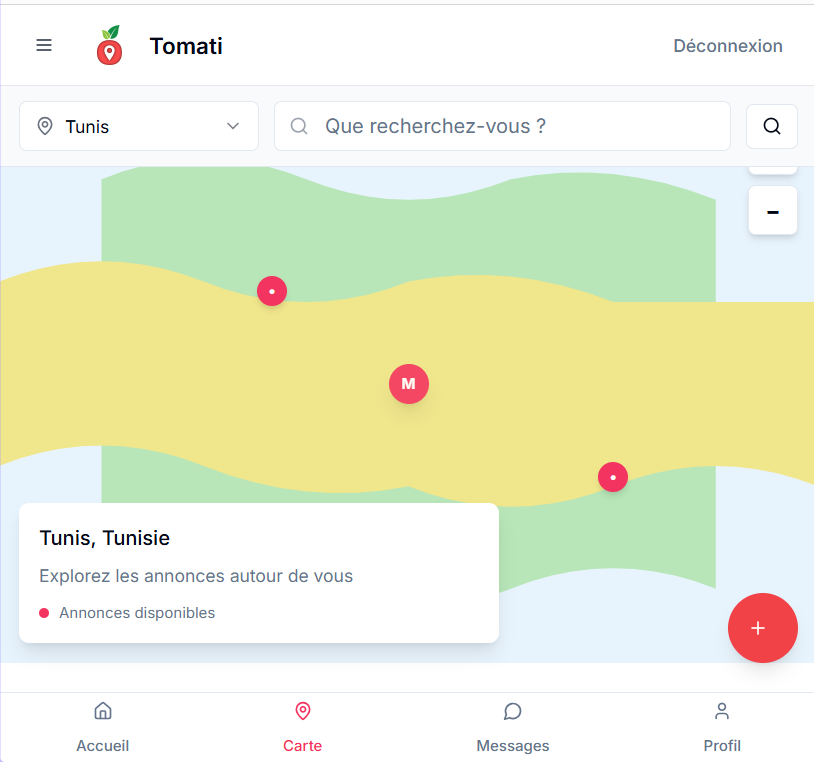 Tomati
Déconnexion
Tunis
Que recherchez-vous ?
-
M
Tunis, Tunisie
Explorez les annonces autour de vous
Annonces disponibles
+
Accueil
Carte
Messages
Profil